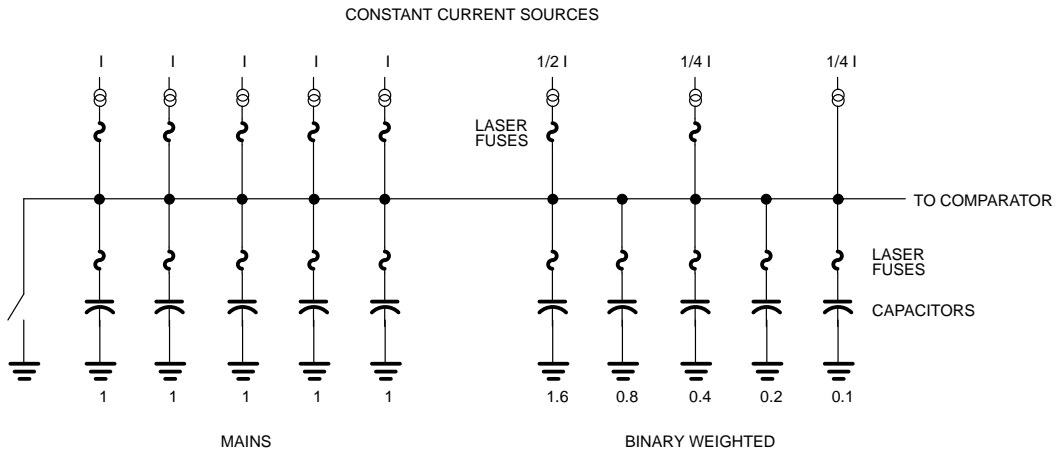 CONSTANT CURRENT SOURCES
I I I I I 1/2 I 1/4 I 1/4 I
LASER
FUSES
TO COMPARATOR
LASER
FUSES
CAPACITORS
1 1 1 1 1 1.6 0.8 0.4 0.2 0.1
MAINS BINARY WEIGHTED